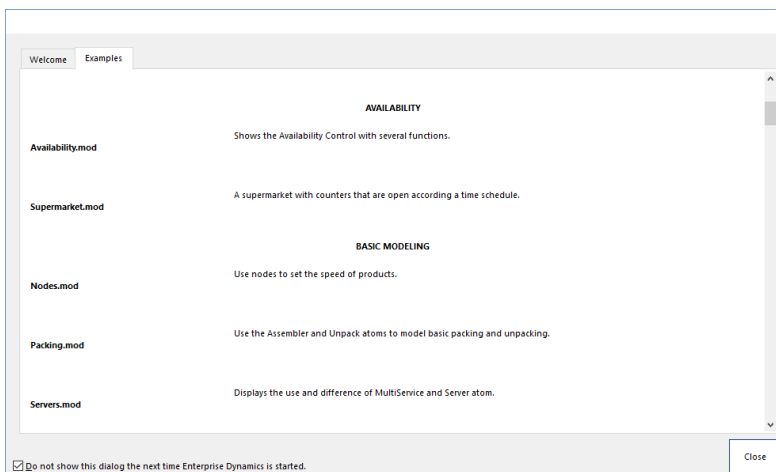 Welcome
Examples
AVAILABILITY
Shows the Availability Control with several functions.
Availability.mod
A supermarket with counters that are open according a time schedule.
Supermarket.mod
BASIC MODELING
Use nodes to set the speed of products.
Nodes.mod
Use the Assembler and Unpack atoms to model basic packing and unpacking.
Packing.mod
Displays the use and difference of MultiService and Server atom.
Servers.mod
Close
Do not show this dialog the next time Enterprise Dynamics is started.